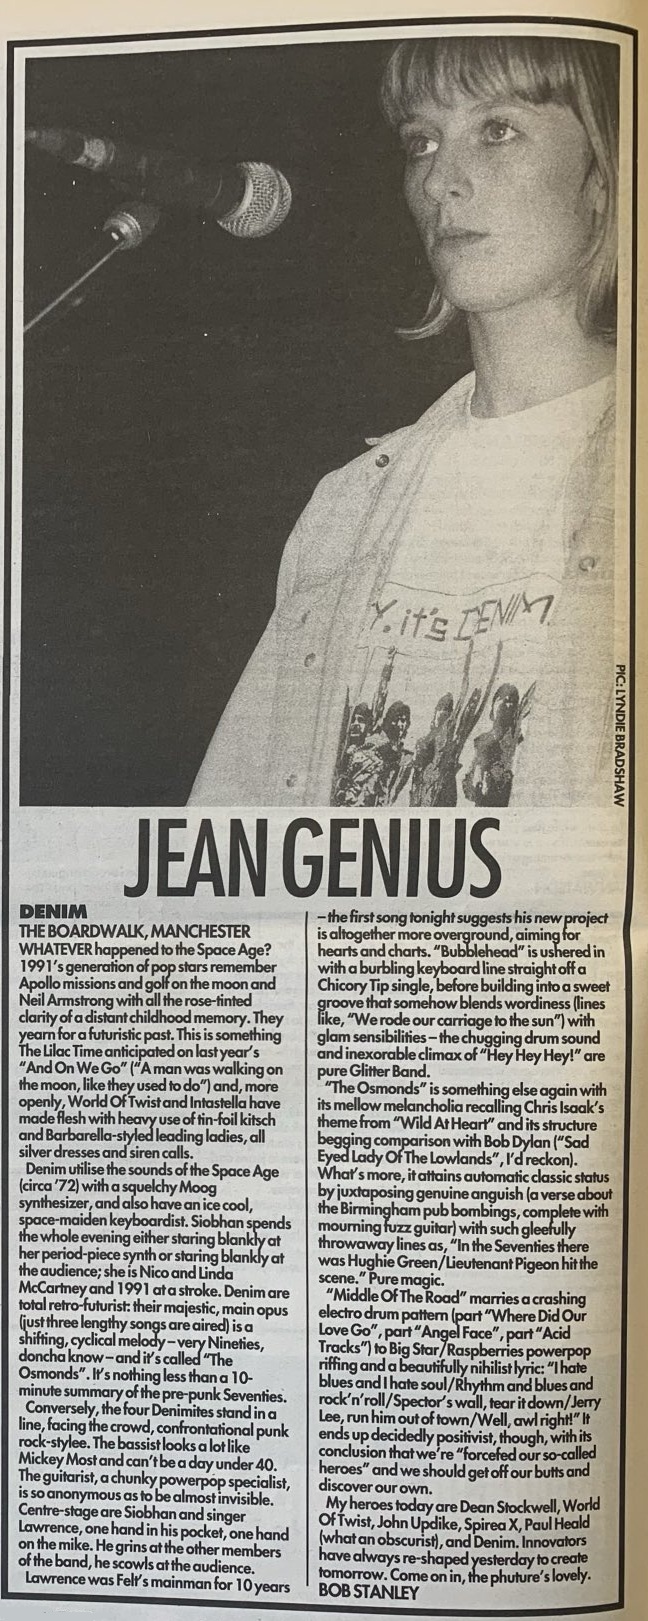 Y. it's DENIM
PIC: LYNDIE BRADSHAW
JEAN GENIUS
DENIM
THE BOARDWALK, MANCHESTER
WHATEVER happened to the Space Age?
1991's generation of pop stars remember
Apollo missions and golf on the moon and
Neil Armstrong with all the rose-tinted
clarity of a distant childhood memory. They
yearn for a futuristic past. This is something
The Lilac Time anticipated on last year's
"And On We Go" ("A man was walking on
the moon, like they used to do") and, more
openly, World Of Twist and Intastella have
made flesh with heavy use of tin-foil kitsch
and Barbarella-styled leading ladies, all
silver dresses and siren calls.
Denim utilise the sounds of the Space Age
(circa '72) with a squelchy Moog
synthesizer, and also have an ice cool,
space-maiden keyboardist. Siobhan spends
the whole evening either staring blankly at
her period-piece synth or staring blankly at
the audience; she is Nico and Linda
McCartney and 1991 at a stroke. Denim are
total retro-futurist: their majestic, main opus
(just three lengthy songs are aired) is a
shifting, cyclical melody – very Nineties,
doncha know – and it's called "The
Osmonds". It's nothing less than a 10-
minute summary of the pre-punk Seventies.
Conversely, the four Denimites stand in a
line, facing the crowd, confrontational punk
rock-stylee. The bassist looks a lot like
Mickey Most and can't be a day under 40.
The guitarist, a chunky powerpop specialist,
is so anonymous as to be almost invisible.
Centre-stage are Siobhan and singer
Lawrence, one hand in his pocket, one hand
on the mike. He grins at the other members
of the band, he scowls at the audience.
Lawrence was Felt's mainman for 10 years
– the first song tonight suggests his new project
is altogether more overground, aiming for
hearts and charts. "Bubblehead" is ushered in
with a burbling keyboard line straight off a
Chicory Tip single, before building into a sweet
groove that somehow blends wordiness (lines
like, "We rode our carriage to the sun") with
glam sensibilities – the chugging drum sound
and inexorable climax of "Hey Hey Hey!" are
pure Glitter Band.
"The Osmonds" is something else again with
its mellow melancholia recalling Chris Isaak's
theme from "Wild At Heart" and its structure
begging comparison with Bob Dylan ("Sad
Eyed Lady Of The Lowlands", I'd reckon).
What's more, it attains automatic classic status
by juxtaposing genuine anguish (a verse about
the Birmingham pub bombings, complete with
mourning fuzz guitar) with such gleefully
throwaway lines as, "In the Seventies there
was Hughie Green/Lieutenant Pigeon hit the
scene." Pure magic.
"Middle Of The Road" marries a crashing
electro drum pattern (part "Where Did Our
Love Go", part "Angel Face", part "Acid
Tracks") to Big Star/Raspberries powerpop
riffing and a beautifully nihilist lyric: "I hate
blues and I hate soul/Rhythm and blues and
rock'n'roll/Spector's wall, tear it down/Jerry
Lee, run him out of town/Well, awl right!" It
ends up decidedly positivist, though, with its
conclusion that we're "forcefed our so-called
heroes" and we should get off our butts and
discover our own.
My heroes today are Dean Stockwell, World
Of Twist, John Updike, Spirea X, Paul Heald
(what an obscurist), and Denim. Innovators
have always re-shaped yesterday to create
tomorrow. Come on in, the phuture's lovely.
BOB STANLEY